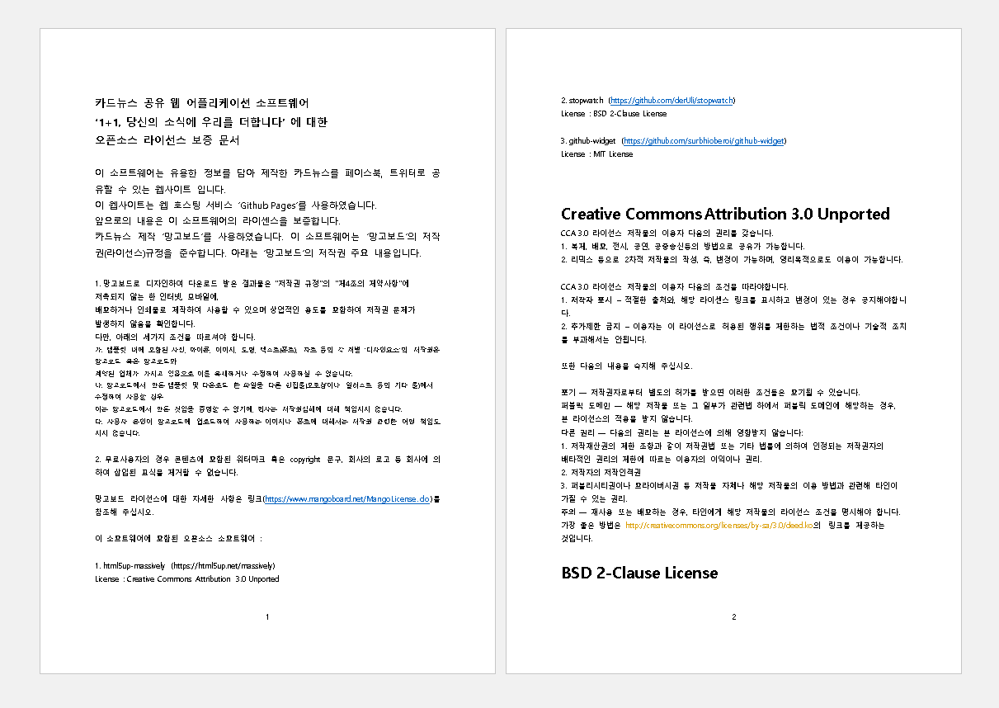 카드뉴스 공유 웹 어플리케이션 소프트웨어
‘1+1, 당신의 소식에 우리를 더합니다’ 에 대한
오픈소스 라이선스 보증 문서
이 소프트웨어는 유용한 정보를 담아 제작한 카드뉴스를 페이스북, 트위터로 공
유할 수 있는 웹사이트 입니다.
이 웹사이트는 웹 호스팅 서비스 ‘Github Pages’를 사용하였습니다.
앞으로의 내용은 이 소프트웨어의 라이센스을 보증합니다.
카드뉴스 제작 ‘망고보드’를 사용하였습니다. 이 소프트웨어는 ‘망고보드’의 저작
권(라이선스)규정을 준수합니다. 아래는 ‘망고보드’의 저작권 주요 내용입니다.
1. 망고보드로 디자인하여 다운로드 받은 결과물은 "저작권 규정"의 "제4조의 제약사항"에
저촉되지 않는 한 인터넷, 모바일에,
배포하거나 인쇄물로 제작하여 사용할 수 있으며 상업적인 용도를 포함하여 저작권 문제가
발생하지 않음을 확인합니다.
다만, 아래의 세가지 조건을 따르셔야 합니다.
가. 템플릿 내에 포함된 사진, 아이콘, 이미지, 도형, 텍스트(폰트), 차트 등의 각 개별 '디자인요소'의 저작권은
망고보드 혹은 망고보드와
계약된 업체가 가지고 있음으로 이를 복제하거나 수정하여 사용하실 수 없습니다.
나. 망고보드에서 만든 템플릿 및 다운로드 한 파일을 다른 편집툴(포토샵이나 일러스트 등의 기타 툴)에서
수정하여 사용할 경우
이는 망고보드에서 만든 것임을 증명할 수 없기에, 회사는 저작권침해에 대해 책임지지 않습니다.
다. 사용자 본인이 망고보드에 업로드하여 사용하는 이미지나 폰트에 대해서는 저작권 관련한 어떤 책임도
지지 않습니다.
2. 무료사용자의 경우 콘텐츠에 포함된 워터마크 혹은 copyright 문구, 회사의 로고 등 회사에 의
하여 삽입된 표식을 제거할 수 없습니다.
망고보드 라이선스에 대한 자세한 사항은 링크(https://www.mangoboard.net/MangoLicense.do)를
참조해 주십시오.
이 소프트웨어에 포함된 오픈소스 소프트웨어 :
1. html5up-massively (https://html5up.net/massively)
License : Creative Commons Attribution 3.0 Unported
1
2. stopwatch (https://github.com/derUli/stopwatch)
License : BSD 2-Clause License
3. github-widget (https://github.com/surbhioberoi/github-widget)
License : MIT License
Creative Commons Attribution 3.0 Unported
CCA 3.0 라이선스 저작물의 이용자 다음의 권리를 갖습니다.
1. 복제, 배포, 전시, 공연, 공중송신등의 방법으로 공유가 가능합니다.
2. 리믹스 등으로 2차적 저작물의 작성, 즉, 변경이 가능하며, 영리목적으로도 이용이 가능합니다.
CCA 3.0 라이선스 저작물의 이용자 다음의 조건을 따라야합니다.
1. 저작자 표시 – 적절한 출처와, 해당 라이센스 링크를 표시하고 변경이 있는 경우 공지해야합니
다.
2. 추가제한 금지 – 이용자는 이 라이선스로 허용된 행위를 제한하는 법적 조건이나 기술적 조치
를 부과해서는 안됩니다.
또한 다음의 내용을 숙지해 주십시오.
포기 — 저작권자로부터 별도의 허가를 받으면 이러한 조건들은 포기될 수 있습니다.
퍼블릭 도메인 — 해당 저작물 또는 그 일부가 관련법 하에서 퍼블릭 도메인에 해당하는 경우,
본 라이선스의 적용을 받지 않습니다.
다른 권리 — 다음의 권리는 본 라이선스에 의해 영향받지 않습니다:
1. 저작재산권의 제한 조항과 같이 저작권법 또는 기타 법률에 의하여 인정되는 저작권자의
배타적인 권리의 제한에 따르는 이용자의 이익이나 권리.
2. 저작자의 저작인격권
3. 퍼블리시티권이나 프라이버시권 등 저작물 자체나 해당 저작물의 이용 방법과 관련해 타인이
가질 수 있는 권리.
주의 — 재사용 또는 배포하는 경우, 타인에게 해당 저작물의 라이선스 조건을 명시해야 합니다.
가장 좋은 방법은 http://creativecommons.org/licenses/by-sa/3.0/deed.ko의 링크를 제공하는
것입니다.
BSD 2-Clause License
2